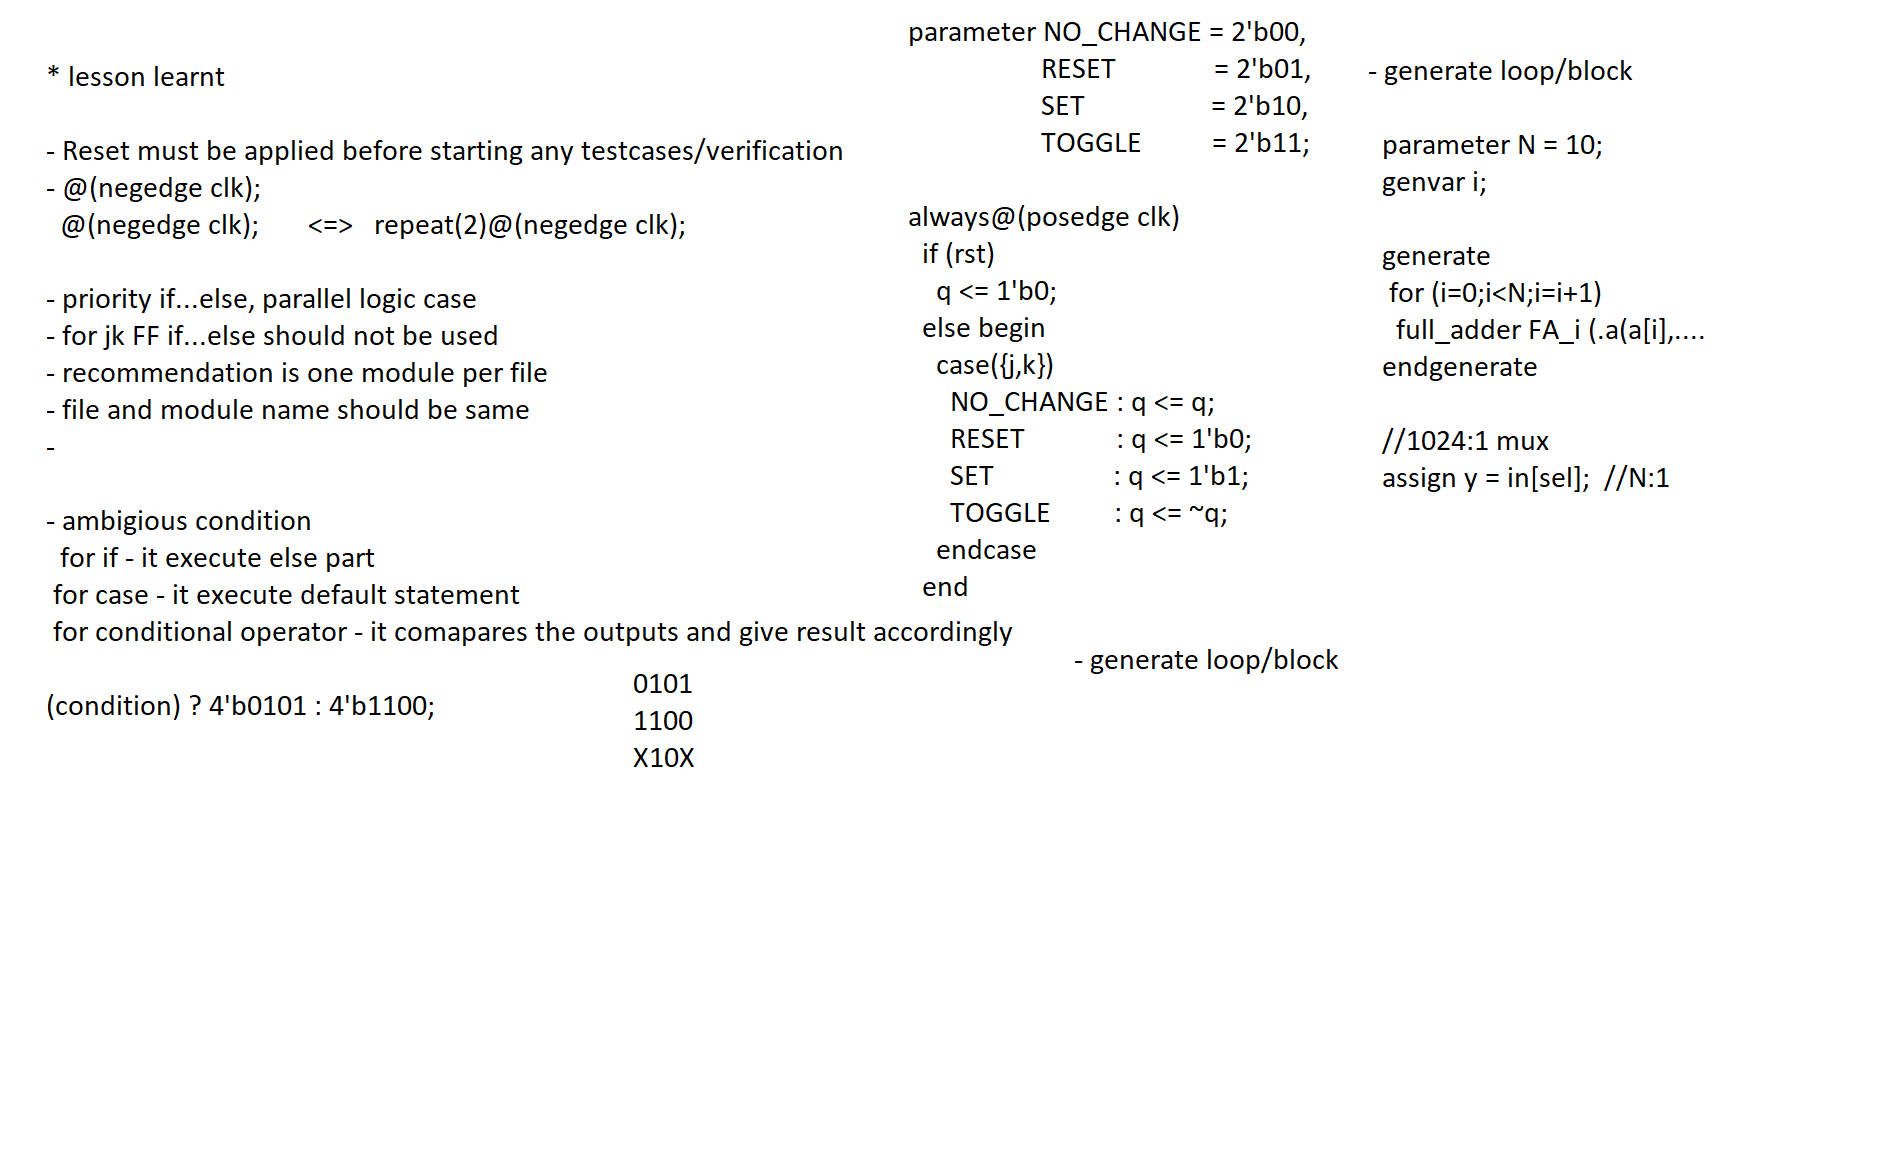 * lesson learnt
- Reset must be applied before starting any testcases/verification
- @(negedge clk);
@(negedge clk);       <=>   repeat(2)@(negedge clk);
- priority if...else, parallel logic case
- for jk FF if...else should not be used
- recommendation is one module per file
- file and module name should be same
-
- ambigious condition
for if - it execute else part
for case - it execute default statement
for conditional operator - it comapares the outputs and give result accordingly
(condition) ? 4'b0101 : 4'b1100;
0101
1100
X10X
parameter NO_CHANGE = 2'b00,
RESET = 2'b01,
SET = 2'b10,
TOGGLE = 2'b11;
always@(posedge clk)
if (rst)
q <= 1'b0;
else begin
case({j,k})
NO_CHANGE : q <= q;
RESET : q <= 1'b0;
SET : q <= 1'b1;
TOGGLE : q <= ~q;
endcase
end
- generate loop/block
- generate loop/block
parameter N = 10;
genvar i;
generate
for (i=0;i<N;i=i+1)
full_adder FA_i (.a(a[i],....
endgenerate
//1024:1 mux
assign y = in[sel];  //N:1